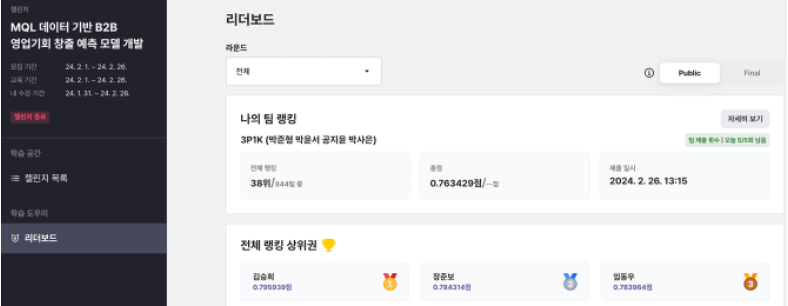 챌린지
MQL 데이터 기반 B2B
영업기회 창출 예측 모델 개발
모집 기간 24. 2. 1. - 24. 2. 26.
교육 기간 24. 2. 1. - 24. 2. 26.
내 수강 기간 24. 1. 31. - 24. 2. 26.
챌린지 종료
학습 공간
챌린지 목록
학습 도우미
리더보드
리더보드
라운드
전체
Public Final
나의 팀 랭킹
자세히 보기
3P1K (박준형 박윤서 공지윤 박사은)
팀 제출 횟수 | 오늘 5/5회 남음
전체 랭킹
38위/844팀 중
총점
0.763429점/--점
제출 일시
2024. 2. 26. 13:15
전체 랭킹 상위권
김승희
0.795939점
1
장준보
0.784314점
2
임동우
0.783964점
3